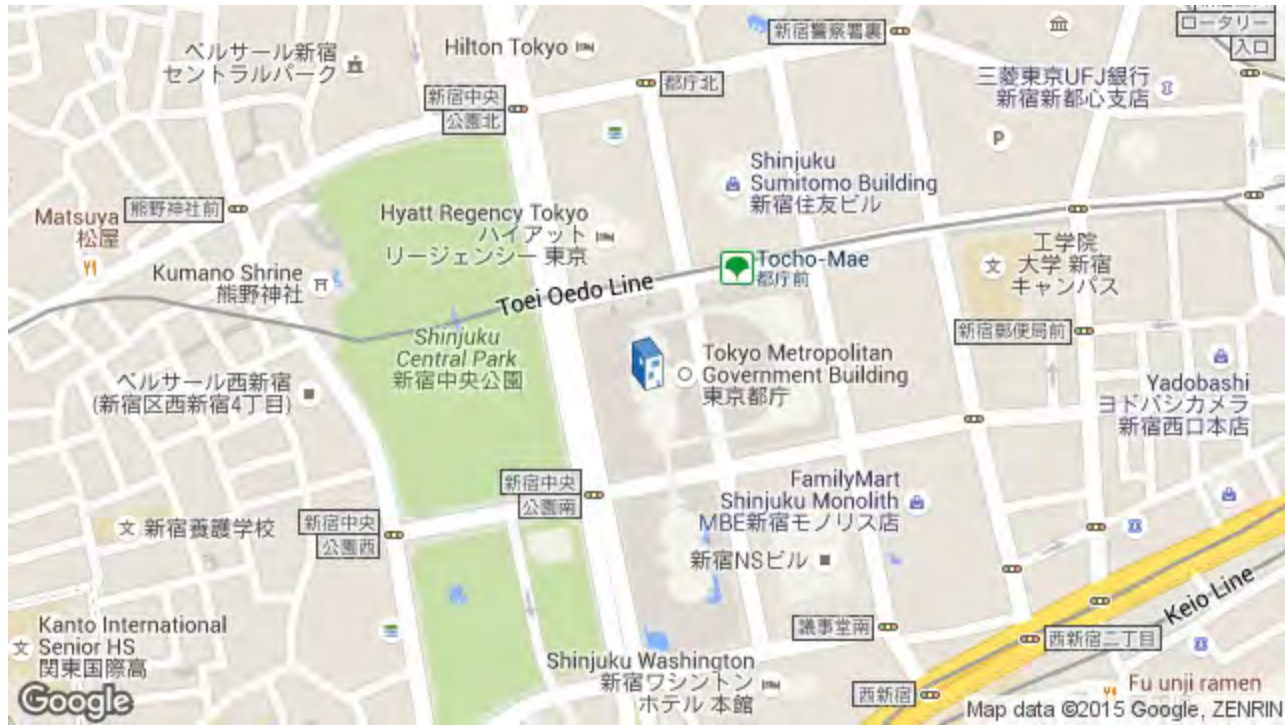 ロータリー
入口
新宿警察署裏
ベルサール新宿
セントラルパーク
Hilton Tokyo
三菱東京UFJ銀行
新宿新都心支店
都庁北
新宿中央
公園北
P
Shinjuku
Sumitomo Building
新宿住友ビル
熊野神社前
Matsuya
松屋
Hyatt Regency Tokyo
ハイアット
リージェンシー 東京
工学院
大学 新宿
キャンパス
文
Tocho-Mae
都庁前
Kumano Shrine
熊野神社
Toei Oedo Line
新宿郵便局前
Shinjuku
Central Park
新宿中央公園
Tokyo Metropolitan
Government Building
東京都庁
Yadobashi
ヨドバシカメラ
新宿西口本店
ベルサール西新宿
(新宿区西新宿4丁目)
新宿中央
公園南
FamilyMart
Shinjuku Monolith
MBE新宿モノリス店
文 新宿養護学校
新宿中央
公園西
新宿NSビル
Keio Line
Kanto International
文 Senior HS
関東国際高
議事堂南
西新宿二丁目
Shinjuku Washington
新宿ワシントン
ホテル 本館
西新宿
Fu unji ramen
Google
Map data ©2015 Google, ZENRIN